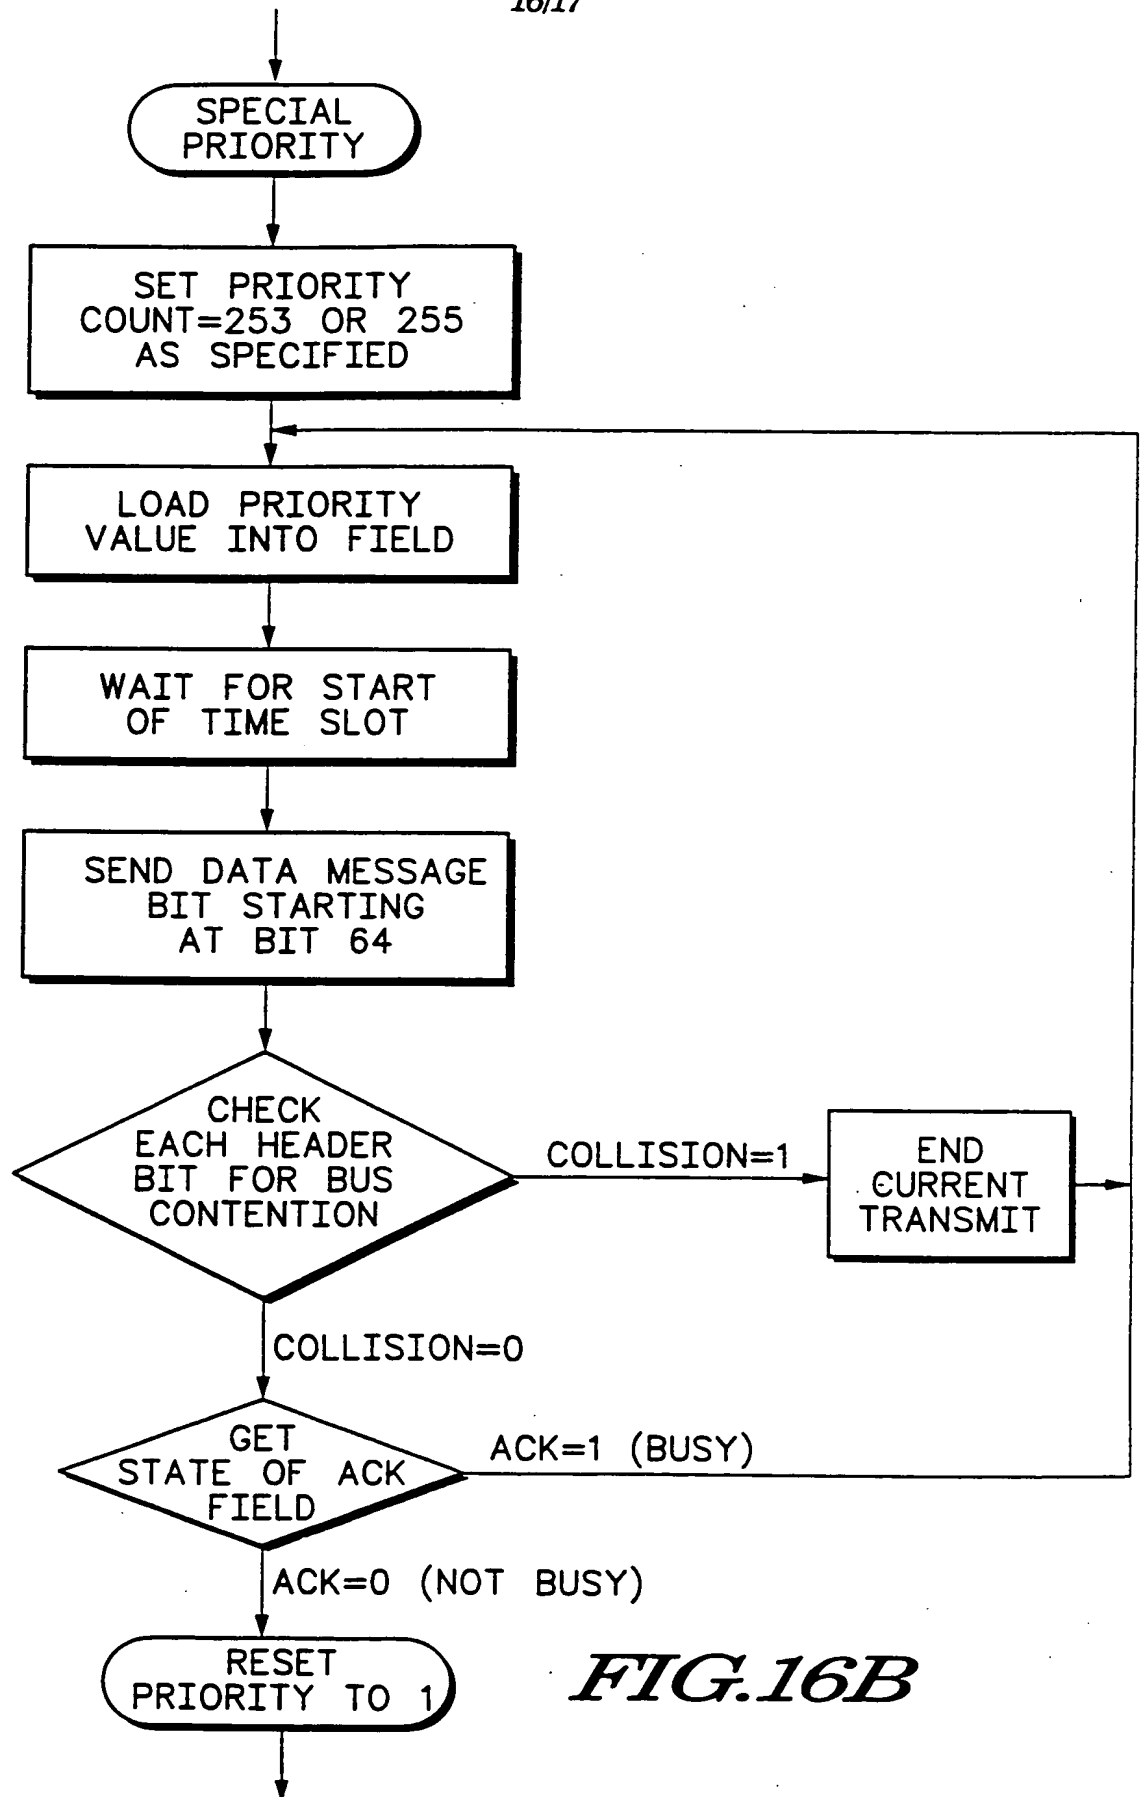 16/17
SPECIAL
PRIORITY
SET PRIORITY
COUNT=253 OR 255
AS SPECIFIED
LOAD PRIORITY
VALUE INTO FIELD
WAIT FOR START
OF TIME SLOT
SEND DATA MESSAGE
BIT STARTING
AT BIT 64
CHECK
EACH HEADER
BIT FOR BUS
CONTENTION
COLLISION=1
END
CURRENT
TRANSMIT
COLLISION=0
GET
STATE OF ACK
FIELD
ACK=1 (BUSY)
ACK=0 (NOT BUSY)
RESET
PRIORITY TO 1
FIG.16B